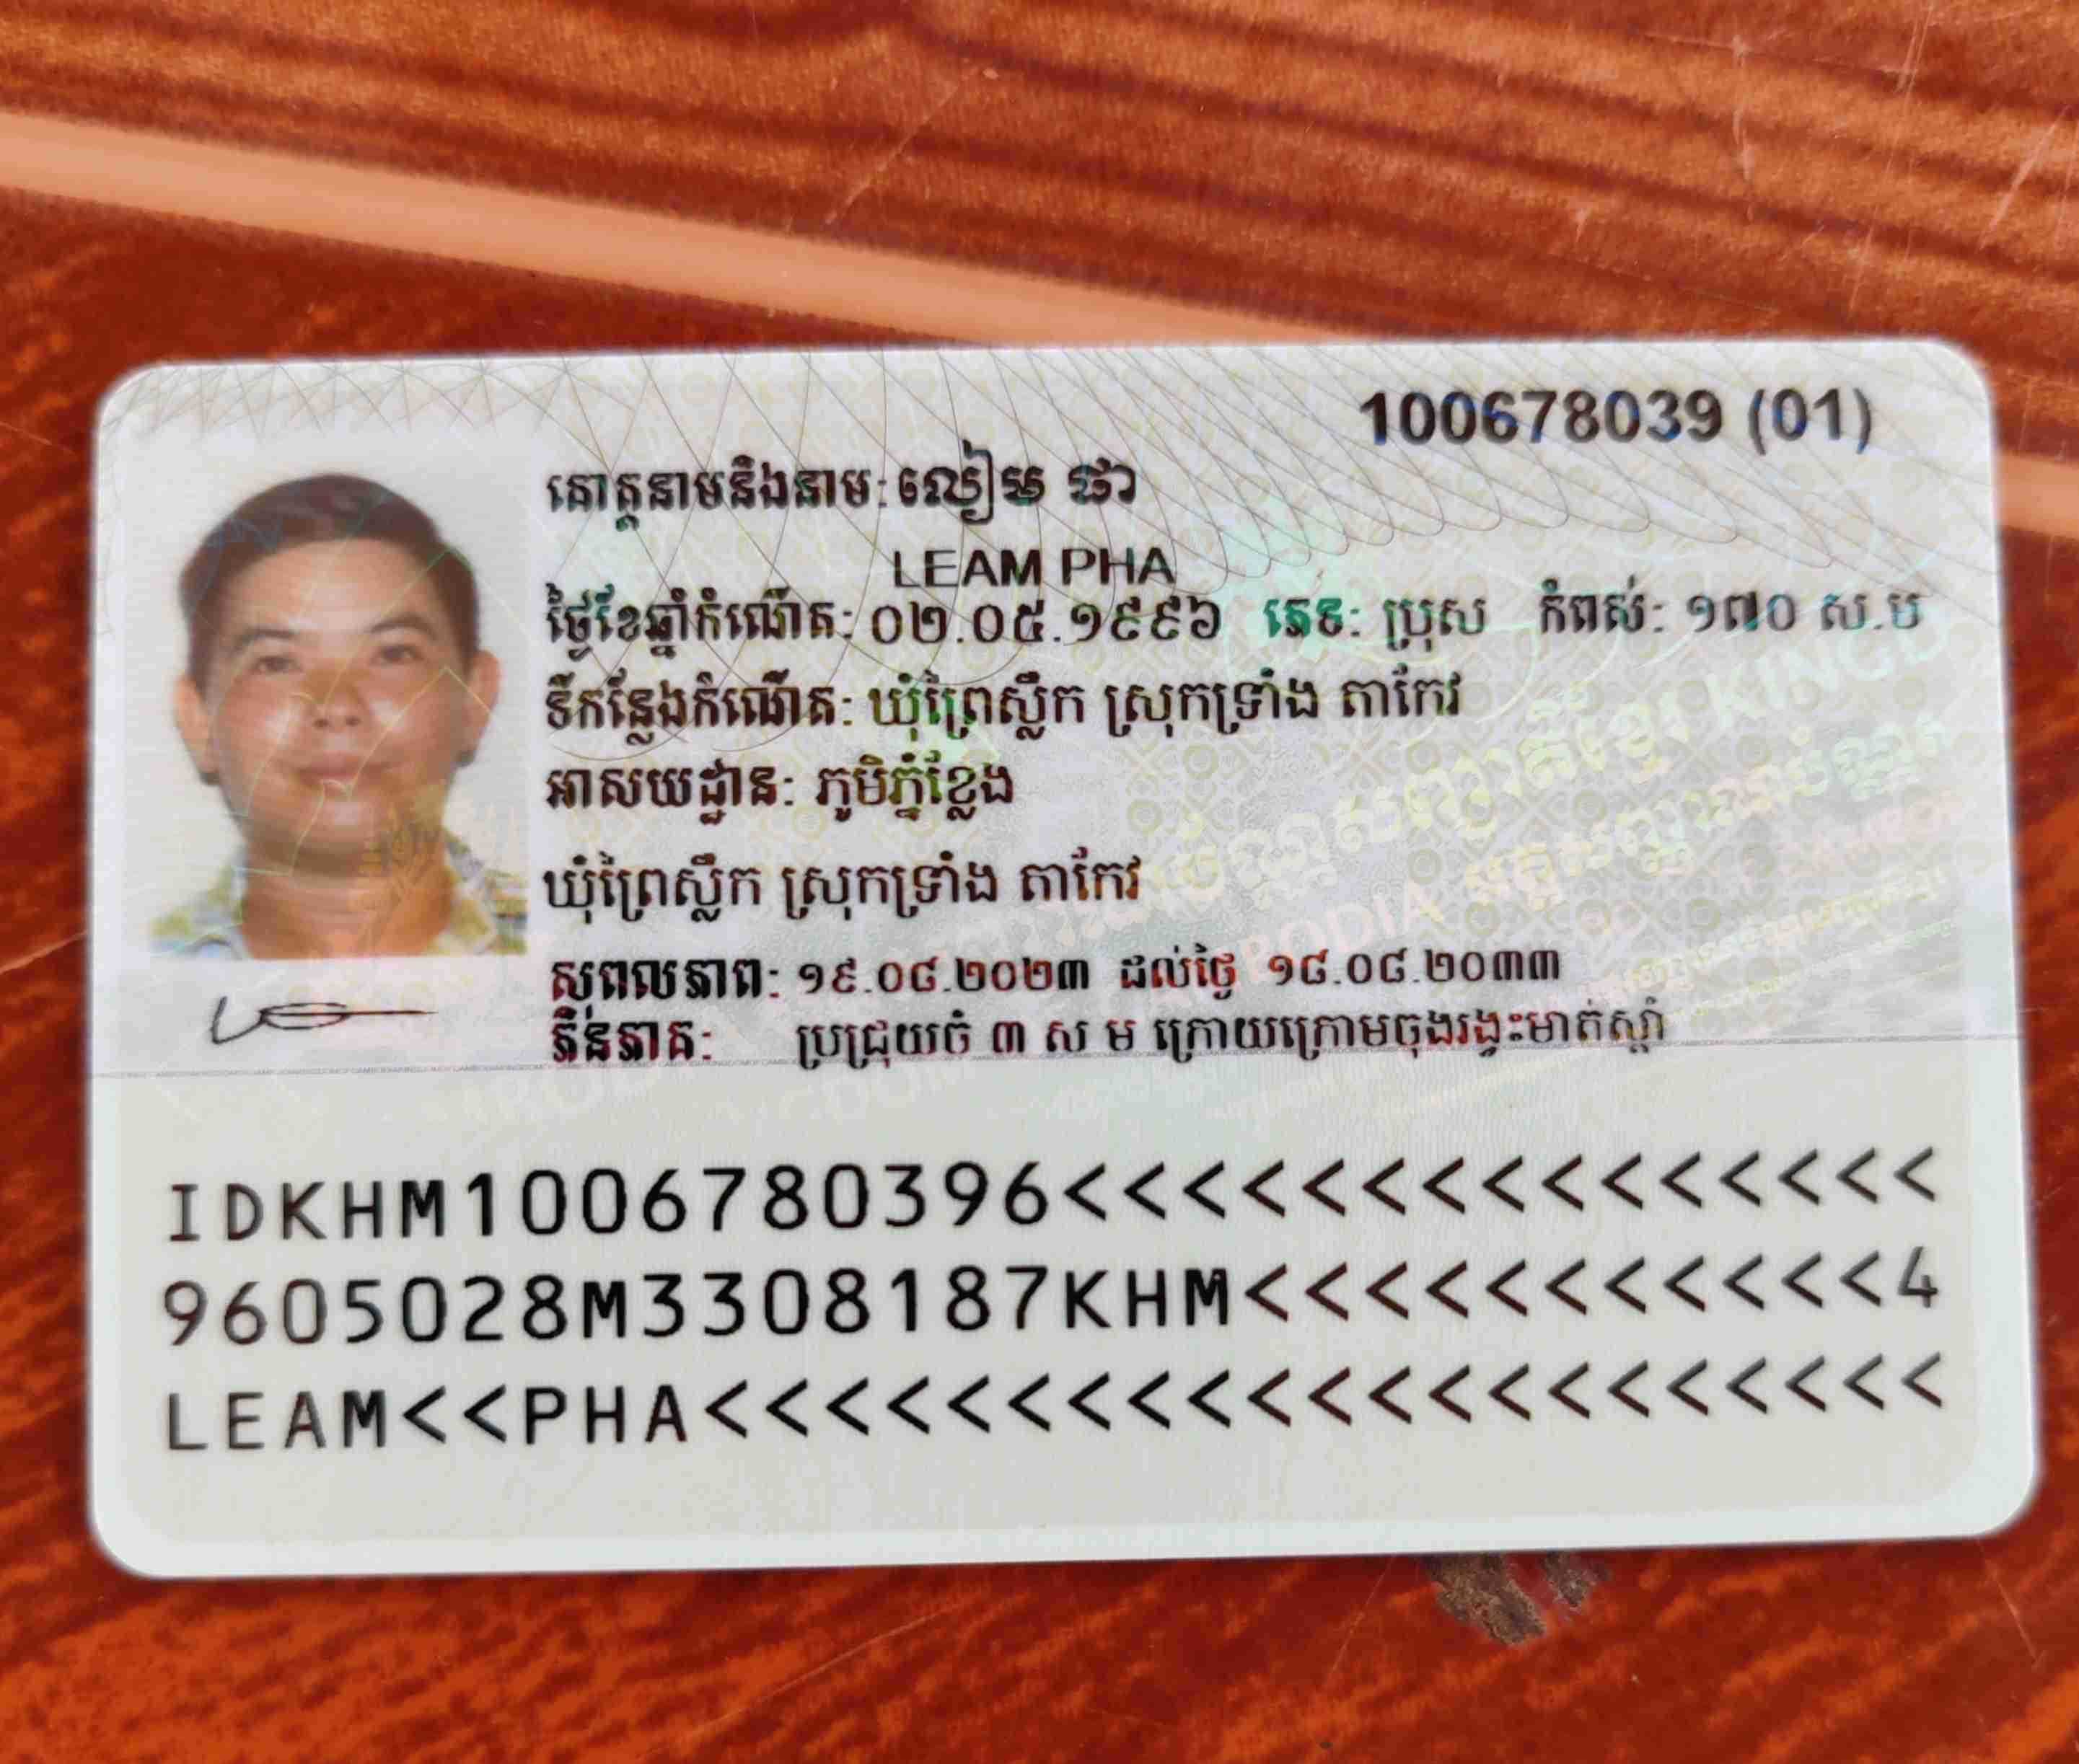 100678039 (01)
គោត្តនាមនិងនាម: លៀម ផា
LEAM PHA
ថ្ងៃខែឆ្នាំកំណើត: ០២.០៥.១៩៩៦ ភេទ: ប្រុស កំពស់: ១៧០ ស.ម
ទីកន្លែងកំណើត: ឃុំព្រៃស្លឹក ស្រុកទ្រាំង តាកែវ
អាសយដ្ឋាន: ភូមិភ្នំខ្លែង
ឃុំព្រៃស្លឹក ស្រុកទ្រាំង តាកែវ
សុពលភាព: ១៩.០៨.២០២៣ ដល់ថ្ងៃ ១៨.០៨.២០៣៣
ភិនភាគ: ប្រជ្រុយចំ ៣ ស ម ក្រោយក្រោមចុងរង្វះមាត់ស្តាំ
IDKHM1006780396<<<<<<<<<<<<<<<
9605028M3308187KHM<<<<<<<<<<<4
LEAM<<PHA<<<<<<<<<<<<<<<<<<<<<